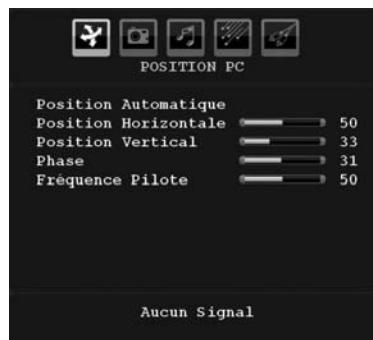 POSITION PC
Position Automatique
Position Horizontale 50
Position Vertical 33
Phase 31
Fréquence Pilote 50
Aucun Signal